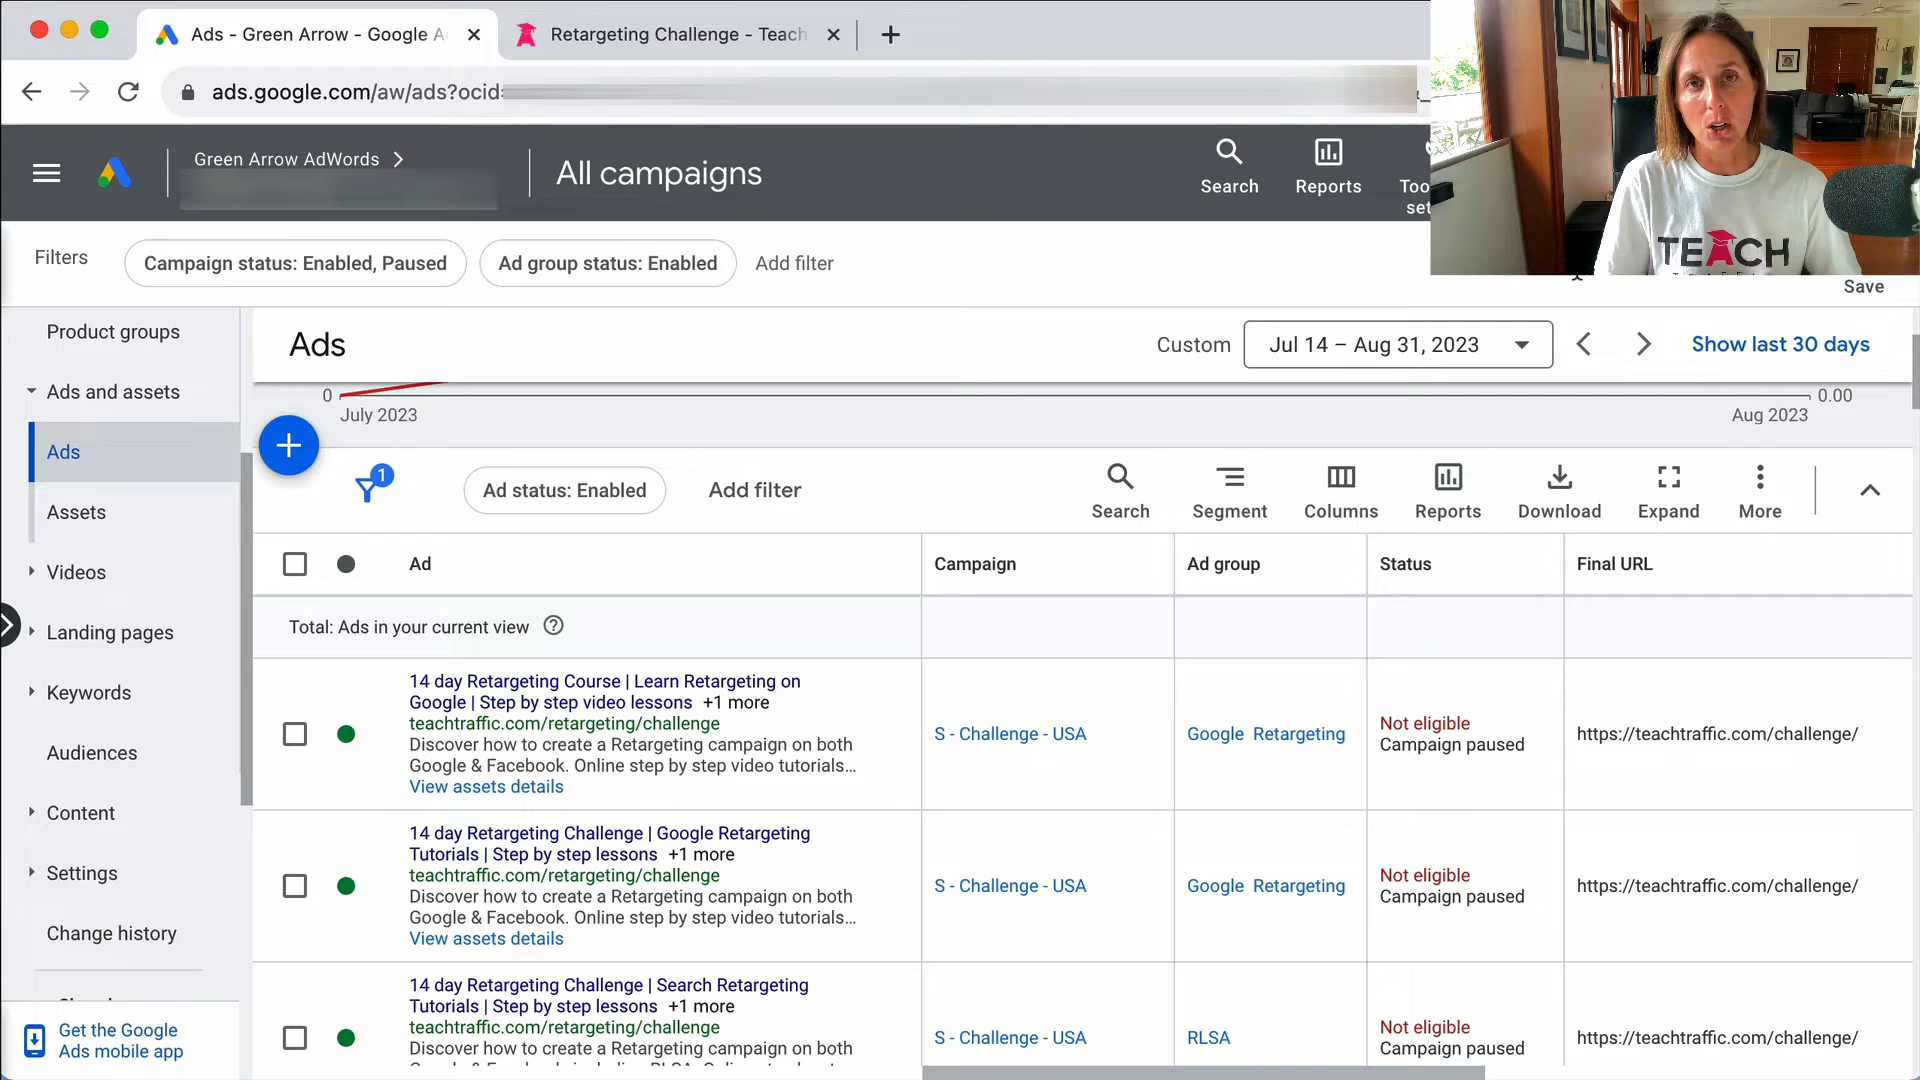 Ads - Green Arrow - Google A
Retargeting Challenge - Teach
ads.google.com/aw/ads?ocid=
Green Arrow AdWords
All campaigns
Search
Reports
Too
set
TEACH
Filters
Campaign status: Enabled, Paused
Ad group status: Enabled
Add filter
Save
Product groups
Ads and assets
Ads
Assets
Videos
Landing pages
Keywords
Audiences
Content
Settings
Change history
Get the Google
Ads mobile app
Ads
Custom
Jul 14 – Aug 31, 2023
Show last 30 days
0
0.00
July 2023
Aug 2023
1
Ad status: Enabled
Add filter
Search
Segment
Columns
Reports
Download
Expand
More
Ad
Campaign
Ad group
Status
Final URL
Total: Ads in your current view
14 day Retargeting Course | Learn Retargeting on
Google | Step by step video lessons +1 more
teachtraffic.com/retargeting/challenge
Discover how to create a Retargeting campaign on both
Google & Facebook. Online step by step video tutorials...
View assets details
S - Challenge - USA
Google Retargeting
Not eligible
Campaign paused
https://teachtraffic.com/challenge/
14 day Retargeting Challenge | Google Retargeting
Tutorials | Step by step lessons +1 more
teachtraffic.com/retargeting/challenge
Discover how to create a Retargeting campaign on both
Google & Facebook. Online step by step video tutorials...
View assets details
S - Challenge - USA
Google Retargeting
Not eligible
Campaign paused
https://teachtraffic.com/challenge/
14 day Retargeting Challenge | Search Retargeting
Tutorials | Step by step lessons +1 more
teachtraffic.com/retargeting/challenge
Discover how to create a Retargeting campaign on both
S - Challenge - USA
RLSA
Not eligible
Campaign paused
https://teachtraffic.com/challenge/